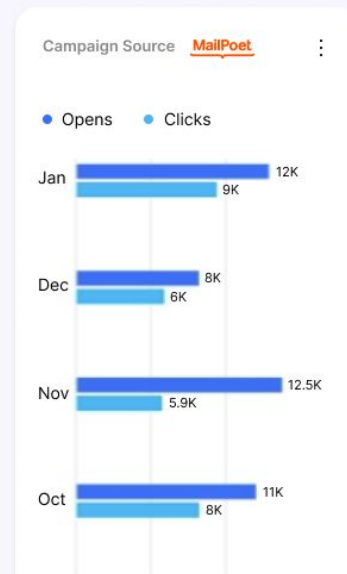 Campaign Source MailPoet
Opens Clicks
Jan 12K
9K
Dec 8K
6K
Nov 12.5K
5.9K
Oct 11K
8K